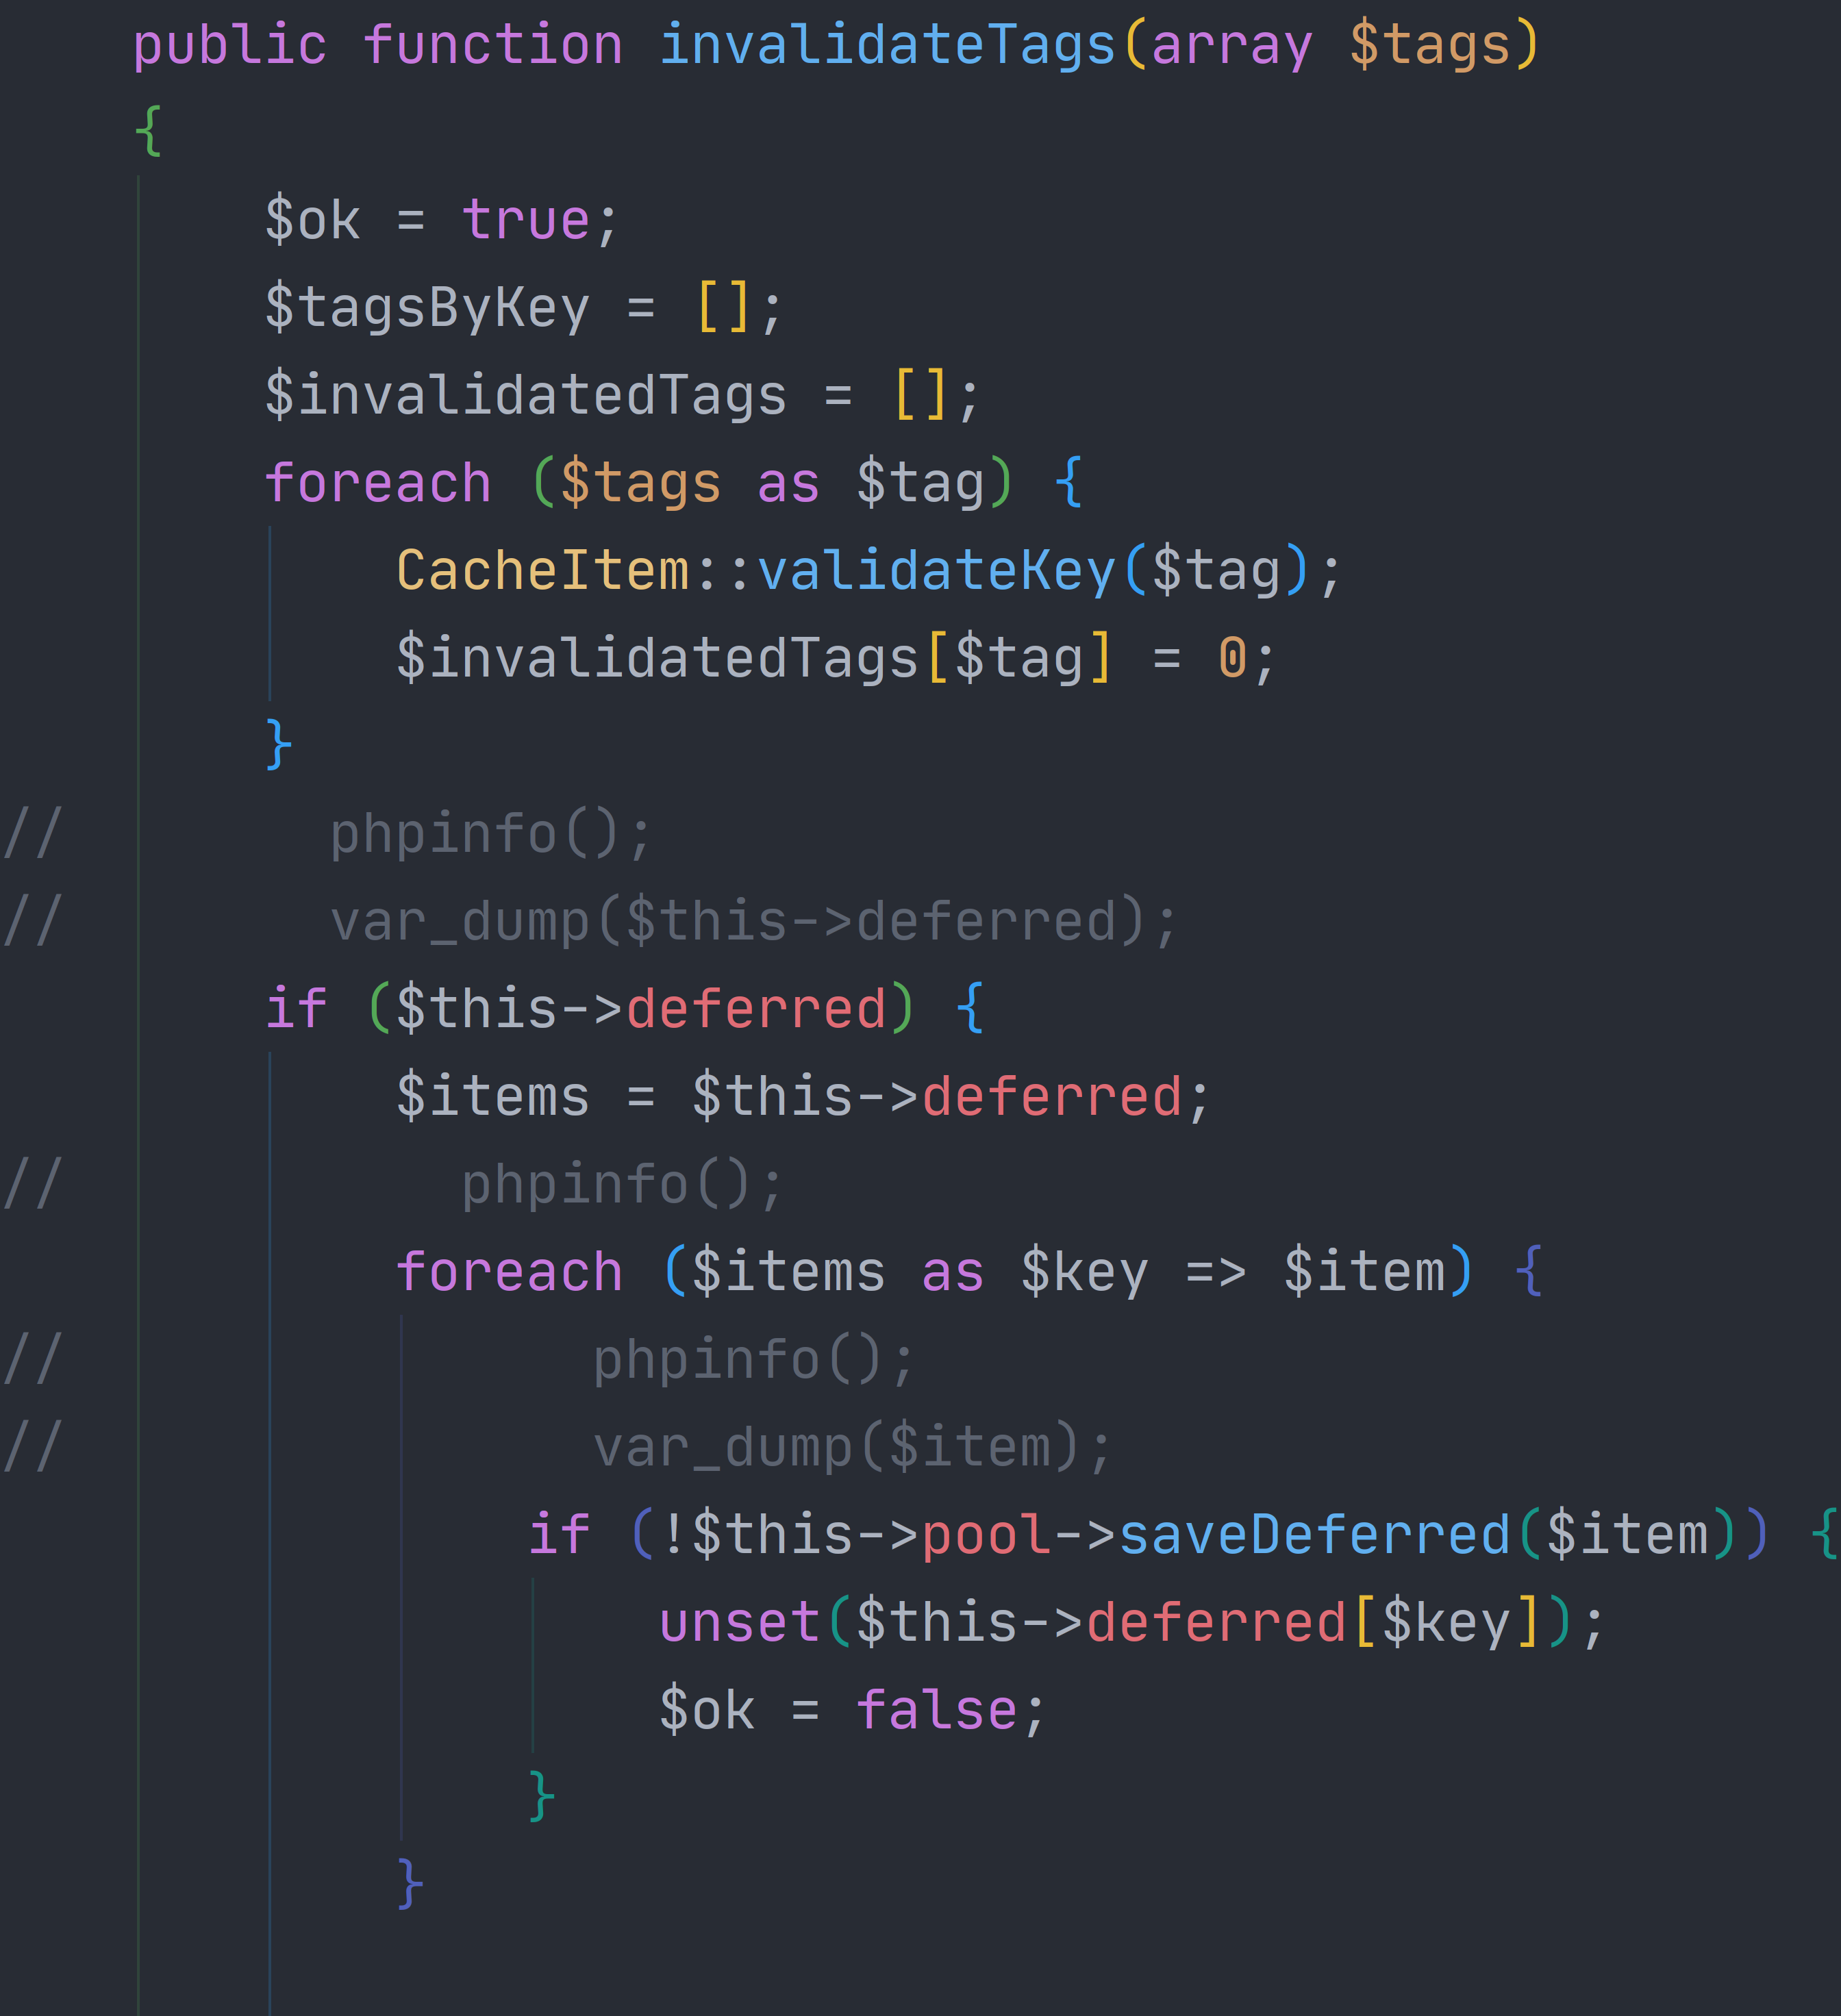 public function invalidateTags(array $tags)
{
$ok = true;
$tagsByKey = [];
$invalidatedTags = [];
foreach ($tags as $tag) {
CacheItem::validateKey($tag);
$invalidatedTags[$tag] = 0;
}
//        phpinfo();
//        var_dump($this->deferred);
if ($this->deferred) {
$items = $this->deferred;
//            phpinfo();
foreach ($items as $key => $item) {
//                phpinfo();
//                var_dump($item);
if (!$this->pool->saveDeferred($item)) {
unset($this->deferred[$key]);
$ok = false;
}
}